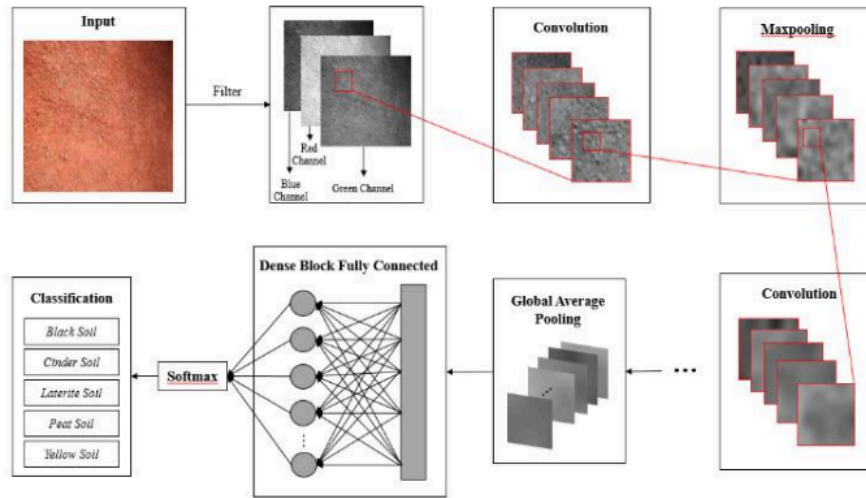 Input
Filter
Red
Channel
Blue
Channel
Green Channel
Convolution
Maxpooling
Convolution
Global Average
Pooling
Dense Block Fully Connected
Softmax
Classification
Black Soil
Cinder Soil
Laterite Soil
Peat Soil
Yellow Soil